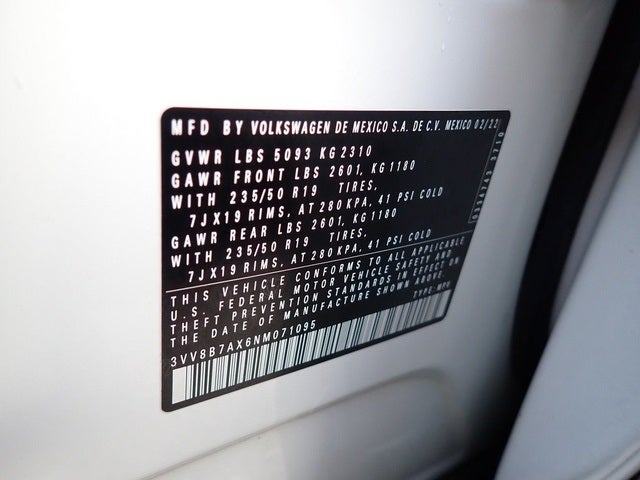 MFD BY VOLKSWAGEN DE MEXICO S.A. DE C.V. MEXICO 02/22
GVWR LBS 5093 KG 2310
GAWR FRONT LBS 2601, KG 1180
WITH 235/50 R19 TIRES,
7JX19 RIMS, AT 280 KPA, 41 PSI COLD
GAWR REAR LBS 2601, KG 1180
WITH 235/50 R19 TIRES,
7JX19 RIMS, AT 280 KPA, 41 PSI COLD
THIS VEHICLE CONFORMS TO ALL APPLICABLE
U.S. FEDERAL MOTOR VEHICLE SAFETY AND
THEFT PREVENTION STANDARDS IN EFFECT ON
THE DATE OF MANUFACTURE SHOWN ABOVE.
3VV8B7AX6NM071095 TYPE: MPV